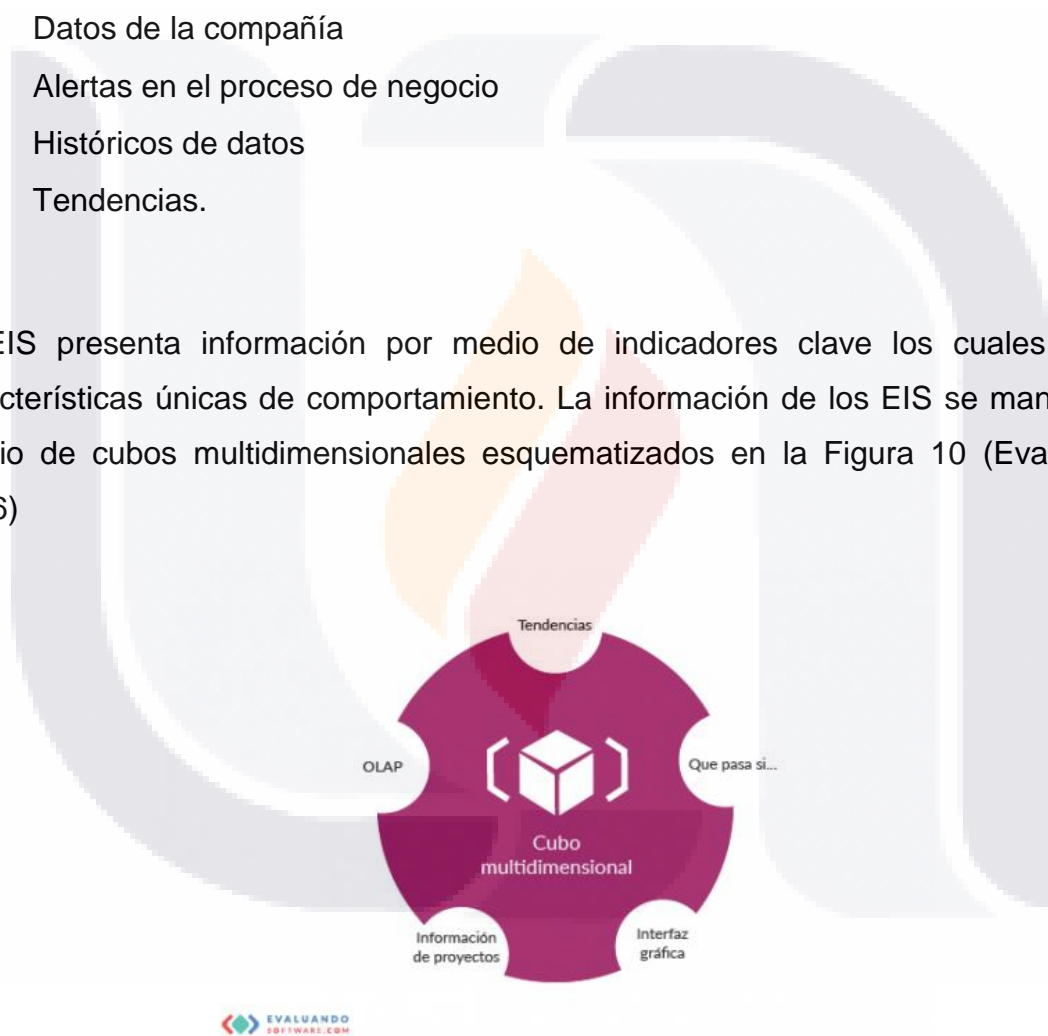 Datos de la compañía
Alertas en el proceso de negocio
Históricos de datos
Tendencias.
EIS presenta información por medio de indicadores clave los cuales
cterísticas únicas de comportamiento. La información de los EIS se man
io de cubos multidimensionales esquematizados en la Figura 10 (Eva
6)
Tendencias
OLAP
Que pasa si...
Cubo
multidimensional
Información
de proyectos
Interfaz
gráfica
EVALUANDO
SOFTWARE.COM